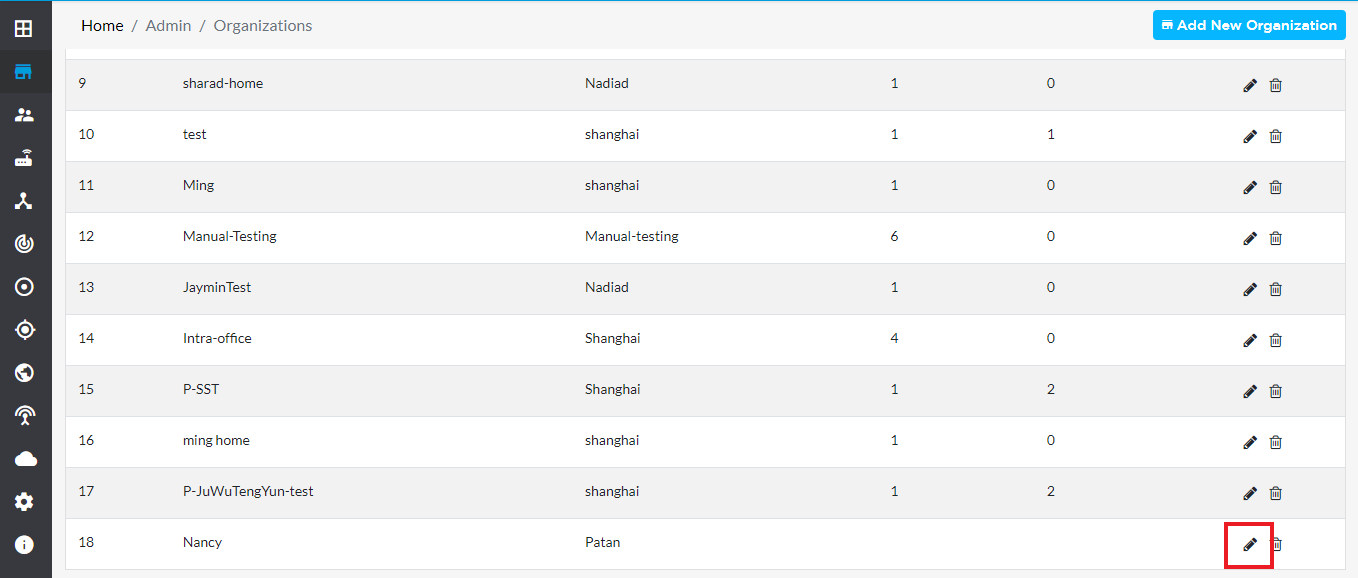 Home / Admin / Organizations
Add New Organization
9 sharad-home Nadiad 1 0
10 test shanghai 1 1
11 Ming shanghai 1 0
12 Manual-Testing Manual-testing 6 0
13 JayminTest Nadiad 1 0
14 Intra-office Shanghai 4 0
15 P-SST Shanghai 1 2
16 ming home shanghai 1 0
17 P-JuWuTengYun-test shanghai 1 2
18 Nancy Patan